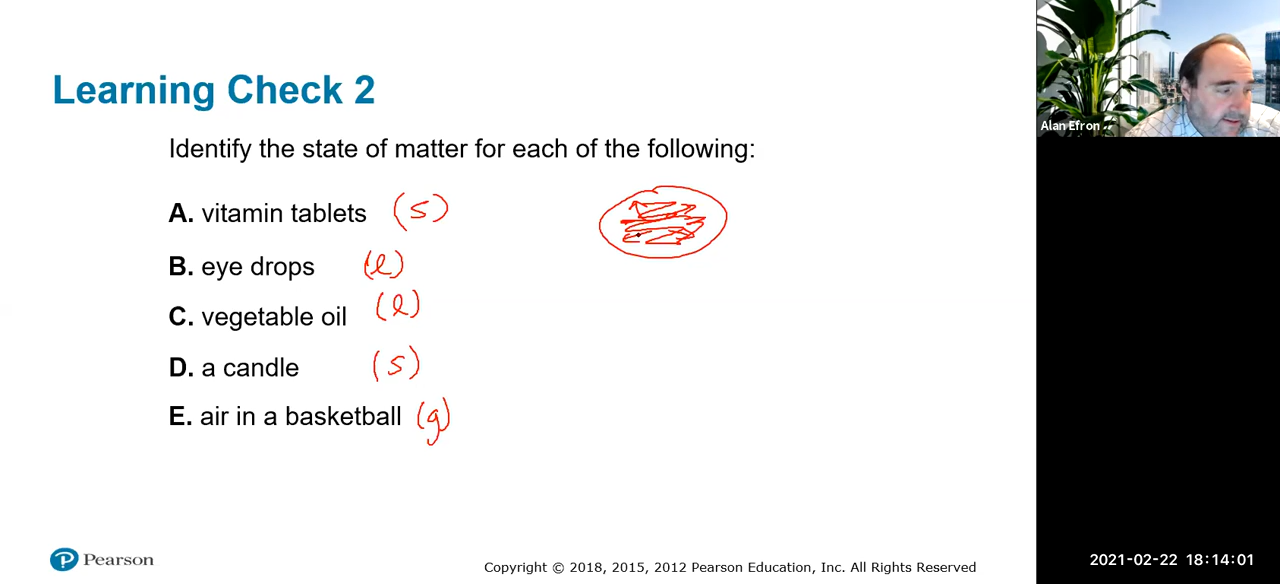 Learning Check 2
Identify the state of matter for each of the following:
A. vitamin tablets (s)
B. eye drops (l)
C. vegetable oil (l)
D. a candle (s)
E. air in a basketball (g)
Alan Efron
P Pearson
Copyright © 2018, 2015, 2012 Pearson Education, Inc. All Rights Reserved
2021-02-22 18:14:01